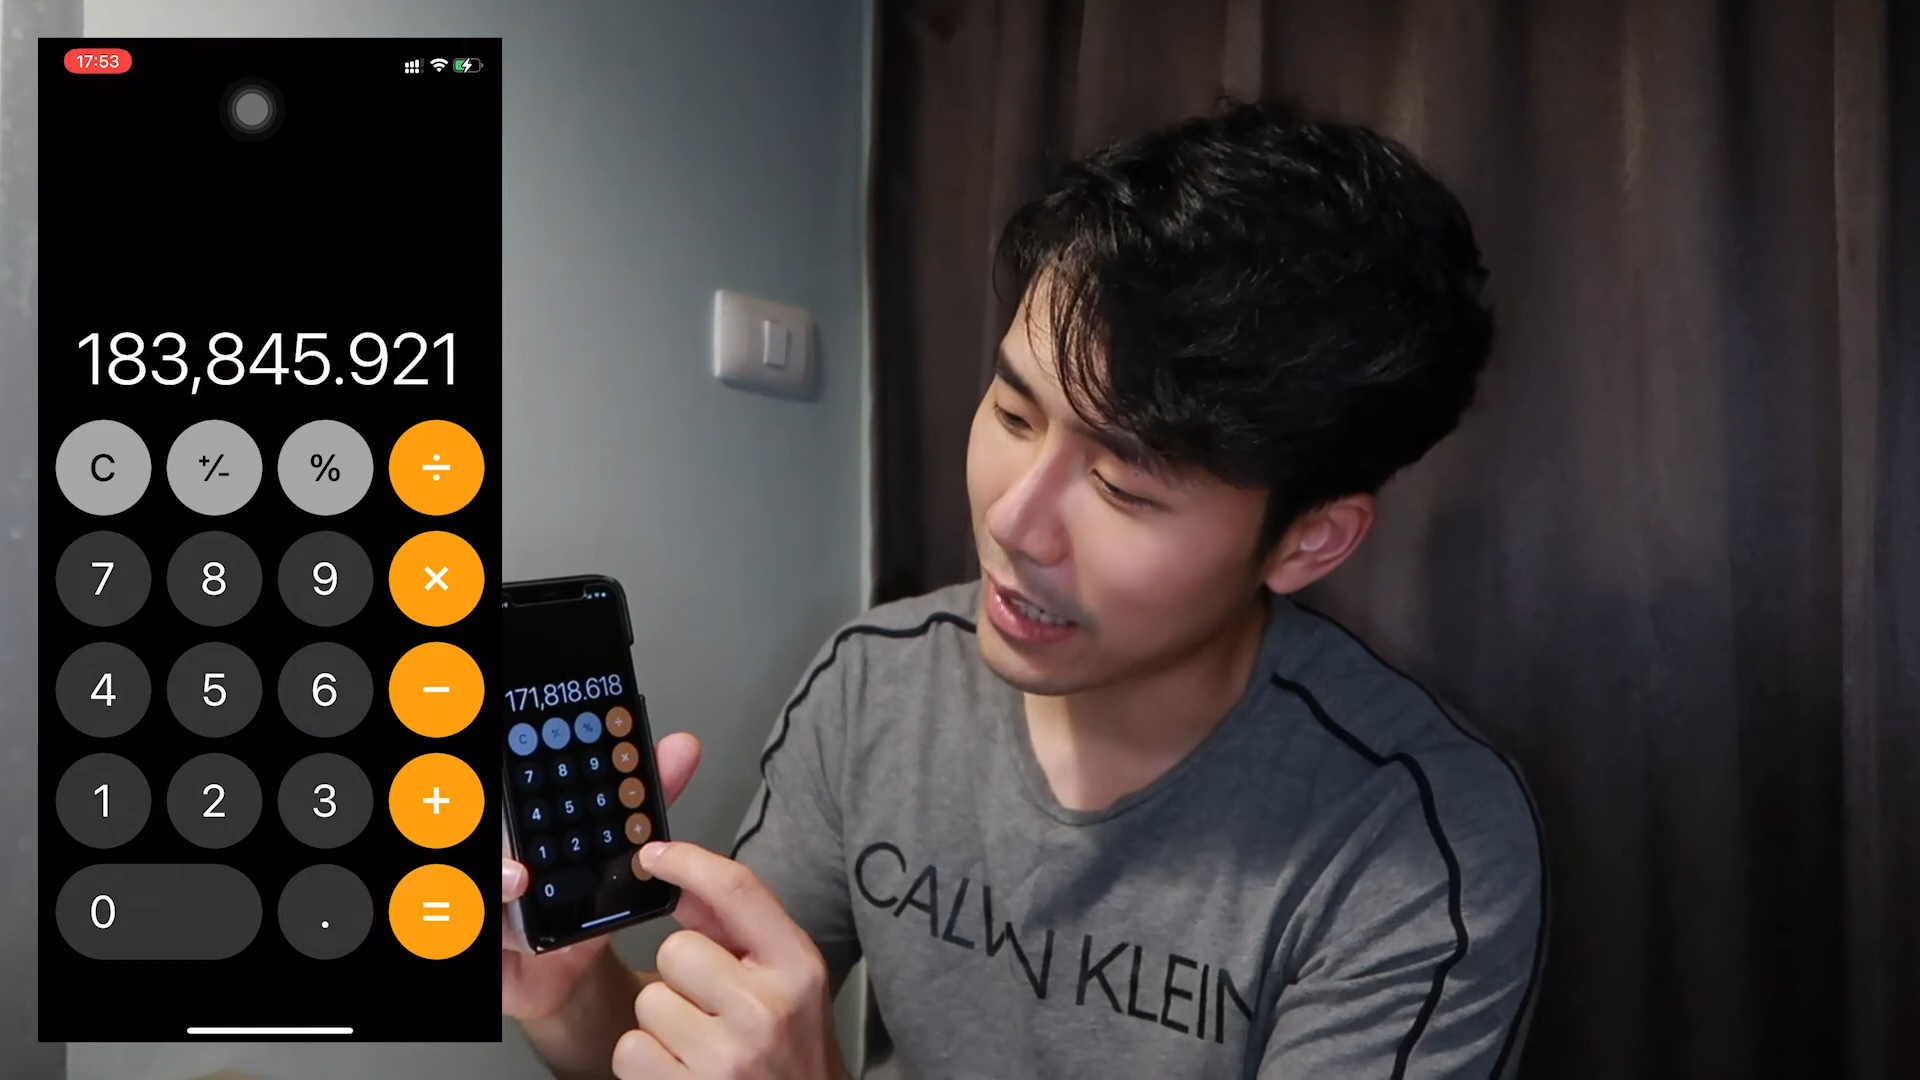 17:53
183,845.921
C +/- % ÷
7 8 9 ×
4 5 6 −
1 2 3 +
0 . =
171,818.618
C % ÷
7 8 9 ×
4 5 6 −
1 2 3 +
0 .
CALVIN KLEIN